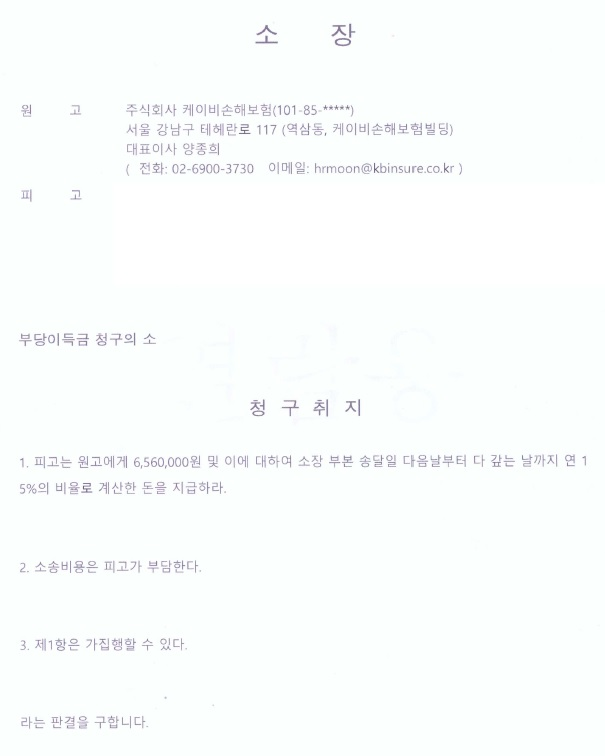 소 장
원 고 주식회사 케이비손해보험(101-85-*****)
서울 강남구 테헤란로 117 (역삼동, 케이비손해보험빌딩)
대표이사 양종희
( 전화: 02-6900-3730 이메일: hrmoon@kbinsure.co.kr )
피 고
부당이득금 청구의 소
청 구 취 지
1. 피고는 원고에게 6,560,000원 및 이에 대하여 소장 부본 송달일 다음날부터 다 갚는 날까지 연 1
5%의 비율로 계산한 돈을 지급하라.
2. 소송비용은 피고가 부담한다.
3. 제1항은 가집행할 수 있다.
라는 판결을 구합니다.